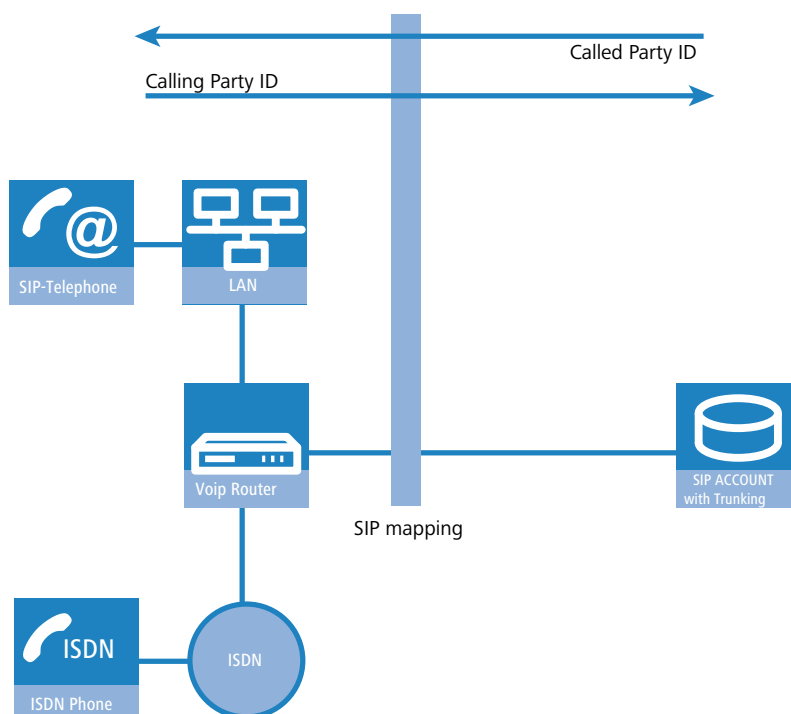 Called Party ID
Calling Party ID
@
SIP-Telephone
LAN
Voip Router
SIP ACCOUNT
with Trunking
SIP mapping
ISDN
ISDN Phone
ISDN